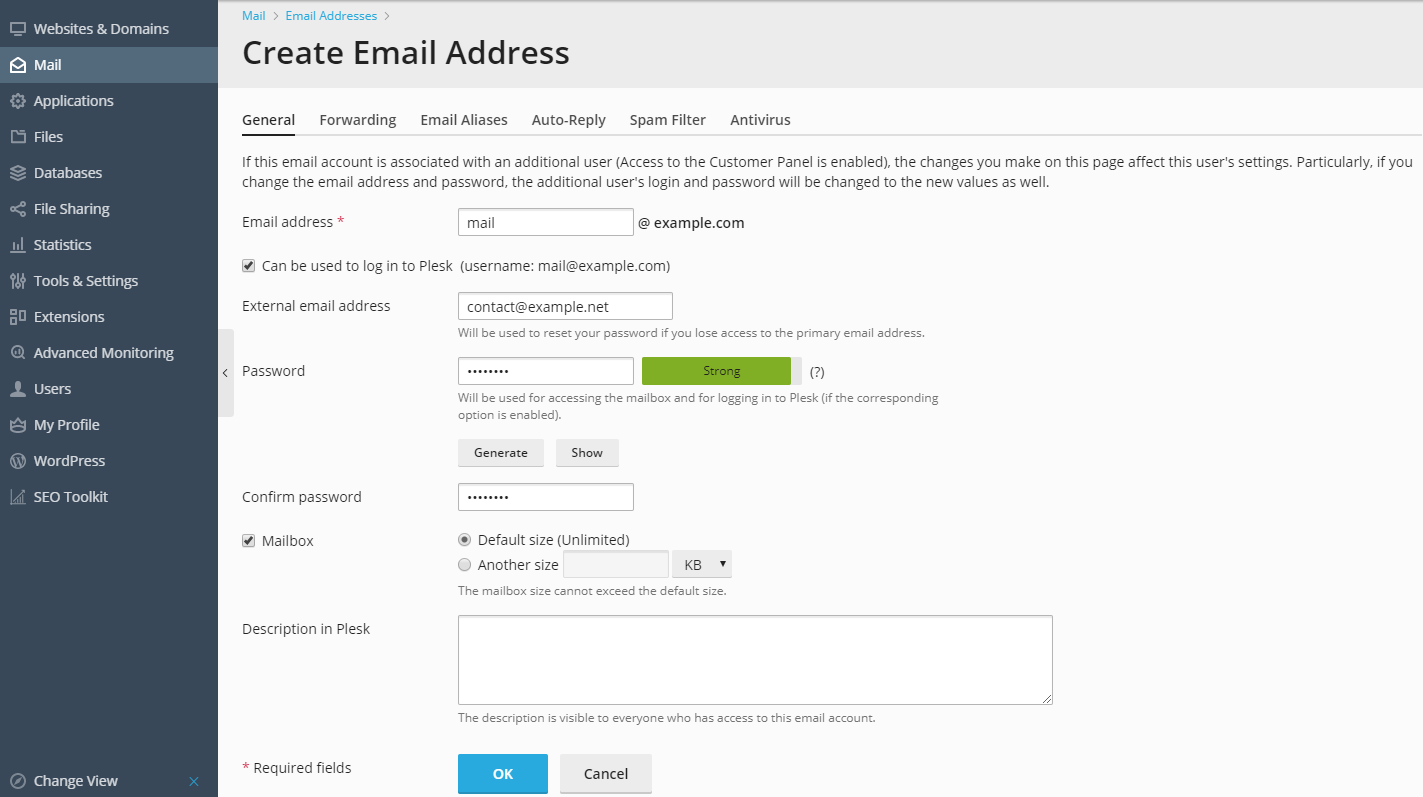 Websites & Domains
Mail
Applications
Files
Databases
File Sharing
Statistics
Tools & Settings
Extensions
Advanced Monitoring
Users
My Profile
WordPress
SEO Toolkit
Change View
Mail > Email Addresses >
Create Email Address
General Forwarding Email Aliases Auto-Reply Spam Filter Antivirus
If this email account is associated with an additional user (Access to the Customer Panel is enabled), the changes you make on this page affect this user's settings. Particularly, if you
change the email address and password, the additional user's login and password will be changed to the new values as well.
Email address * mail @ example.com
Can be used to log in to Plesk (username: mail@example.com)
External email address contact@example.net
Will be used to reset your password if you lose access to the primary email address.
Password •••••••• Strong (?)
Will be used for accessing the mailbox and for logging in to Plesk (if the corresponding
option is enabled).
Generate Show
Confirm password ••••••••
Mailbox Default size (Unlimited)
Another size KB
The mailbox size cannot exceed the default size.
Description in Plesk
The description is visible to everyone who has access to this email account.
* Required fields OK Cancel